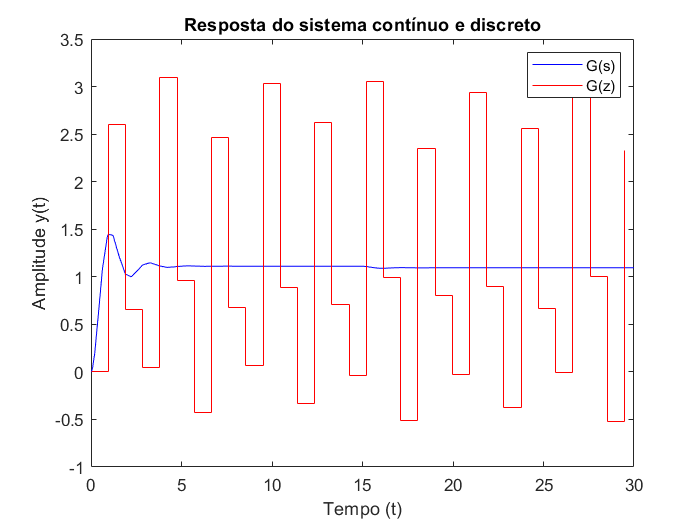 Resposta do sistema contínuo e discreto
G(s)
G(z)
Amplitude y(t)
3.5
3
2.5
2
1.5
1
0.5
0
-0.5
-1
0 5 10 15 20 25 30
Tempo (t)